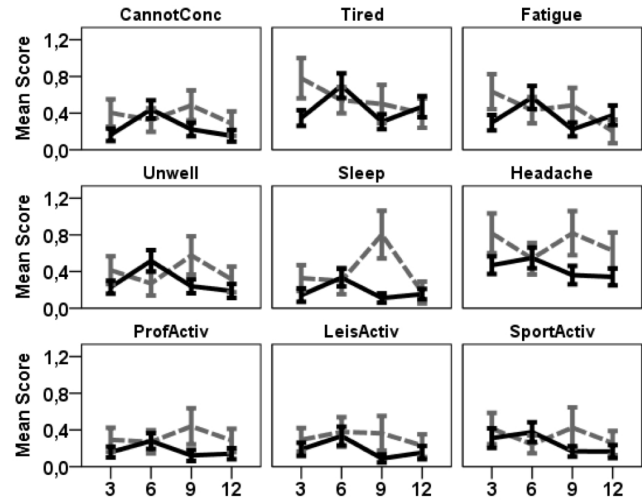 CannotConc Tired Fatigue
Mean Score
1,2
0,8
0,4
0,0
Unwell Sleep Headache
Mean Score
1,2
0,8
0,4
0,0
ProfActiv LeisActiv SportActiv
Mean Score
1,2
0,8
0,4
0,0
3 6 9 12 3 6 9 12 3 6 9 12